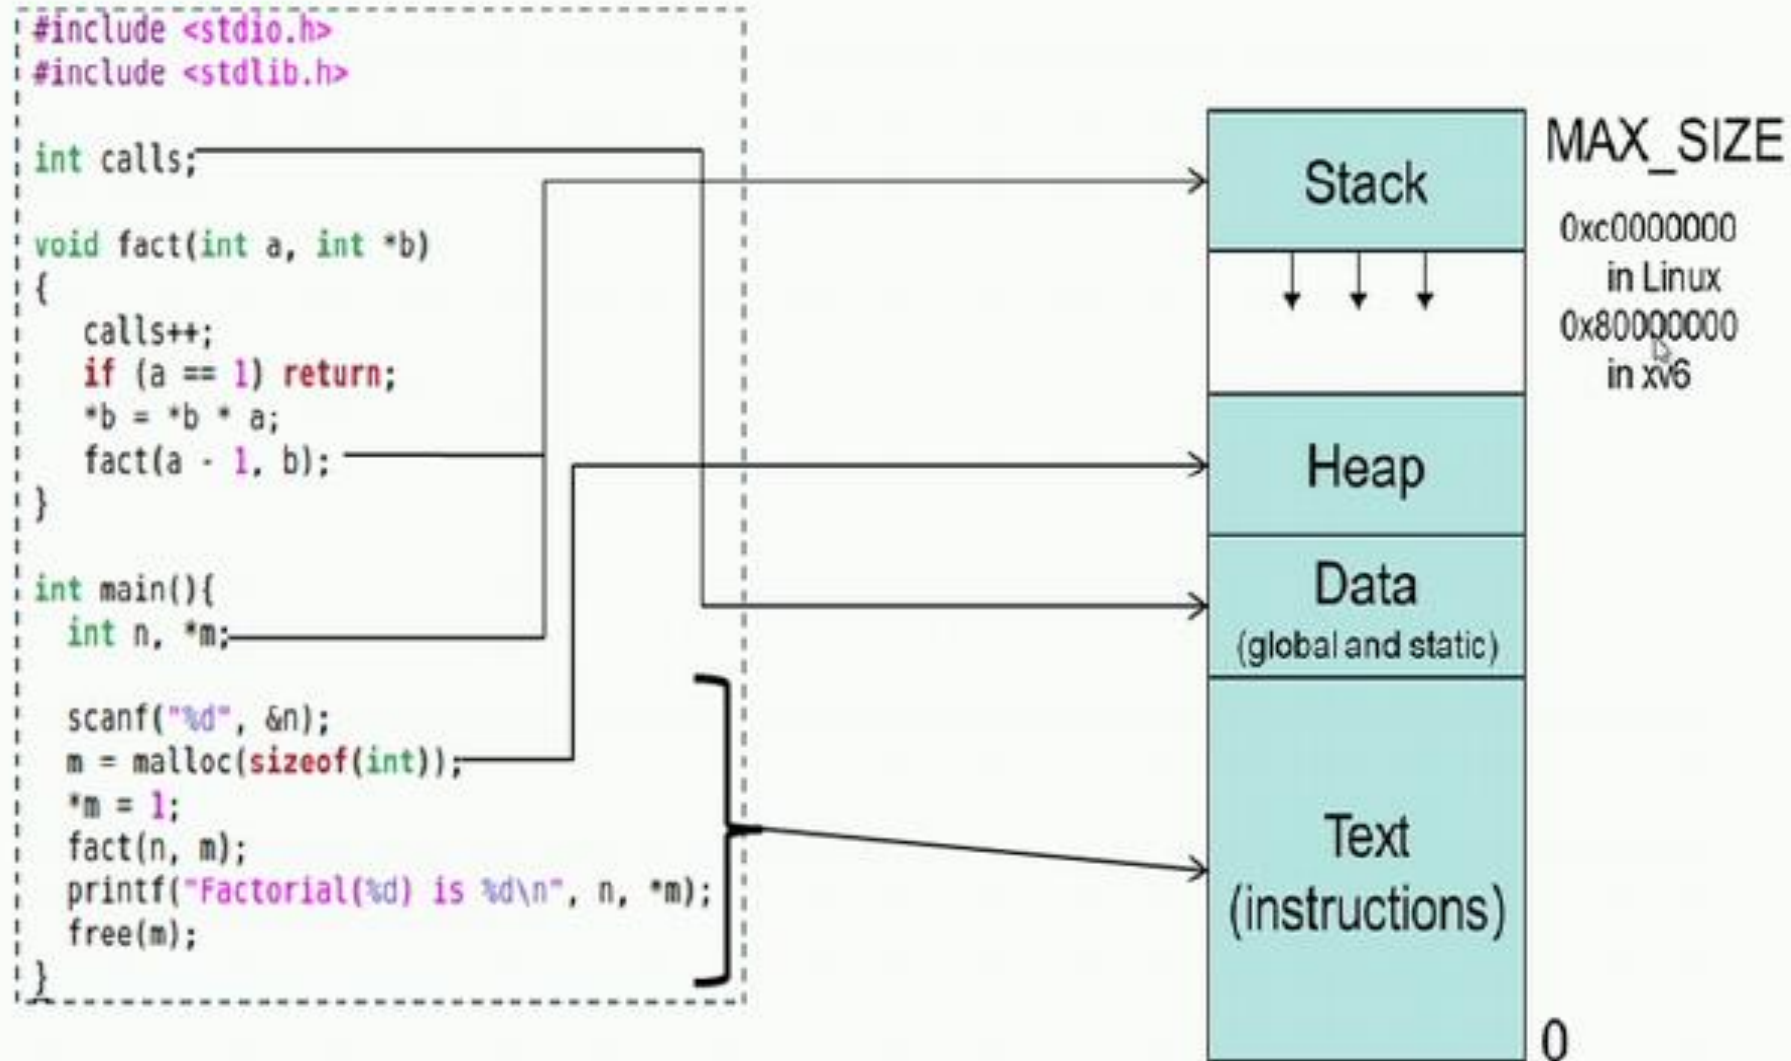 #include <stdio.h>
#include <stdlib.h>
int calls;
void fact(int a, int *b)
{
calls++;
if (a == 1) return;
*b = *b * a;
fact(a - 1, b);
}
int main(){
int n, *m;
scanf("%d", &n);
m = malloc(sizeof(int));
*m = 1;
fact(n, m);
printf("Factorial(%d) is %d\n", n, *m);
free(m);
}
Stack
Heap
Data
(global and static)
Text
(instructions)
MAX_SIZE
0xc0000000
in Linux
0x80000000
in xv6
0